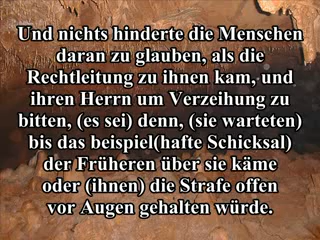 Und nichts hinderte die Menschen
daran zu glauben, als die
Rechtleitung zu ihnen kam, und
ihren Herrn um Verzeihung zu
bitten, (es sei) denn, (sie warteten)
bis das beispiel(hafte Schicksal)
der Früheren über sie käme
oder (ihnen) die Strafe offen
vor Augen gehalten würde.